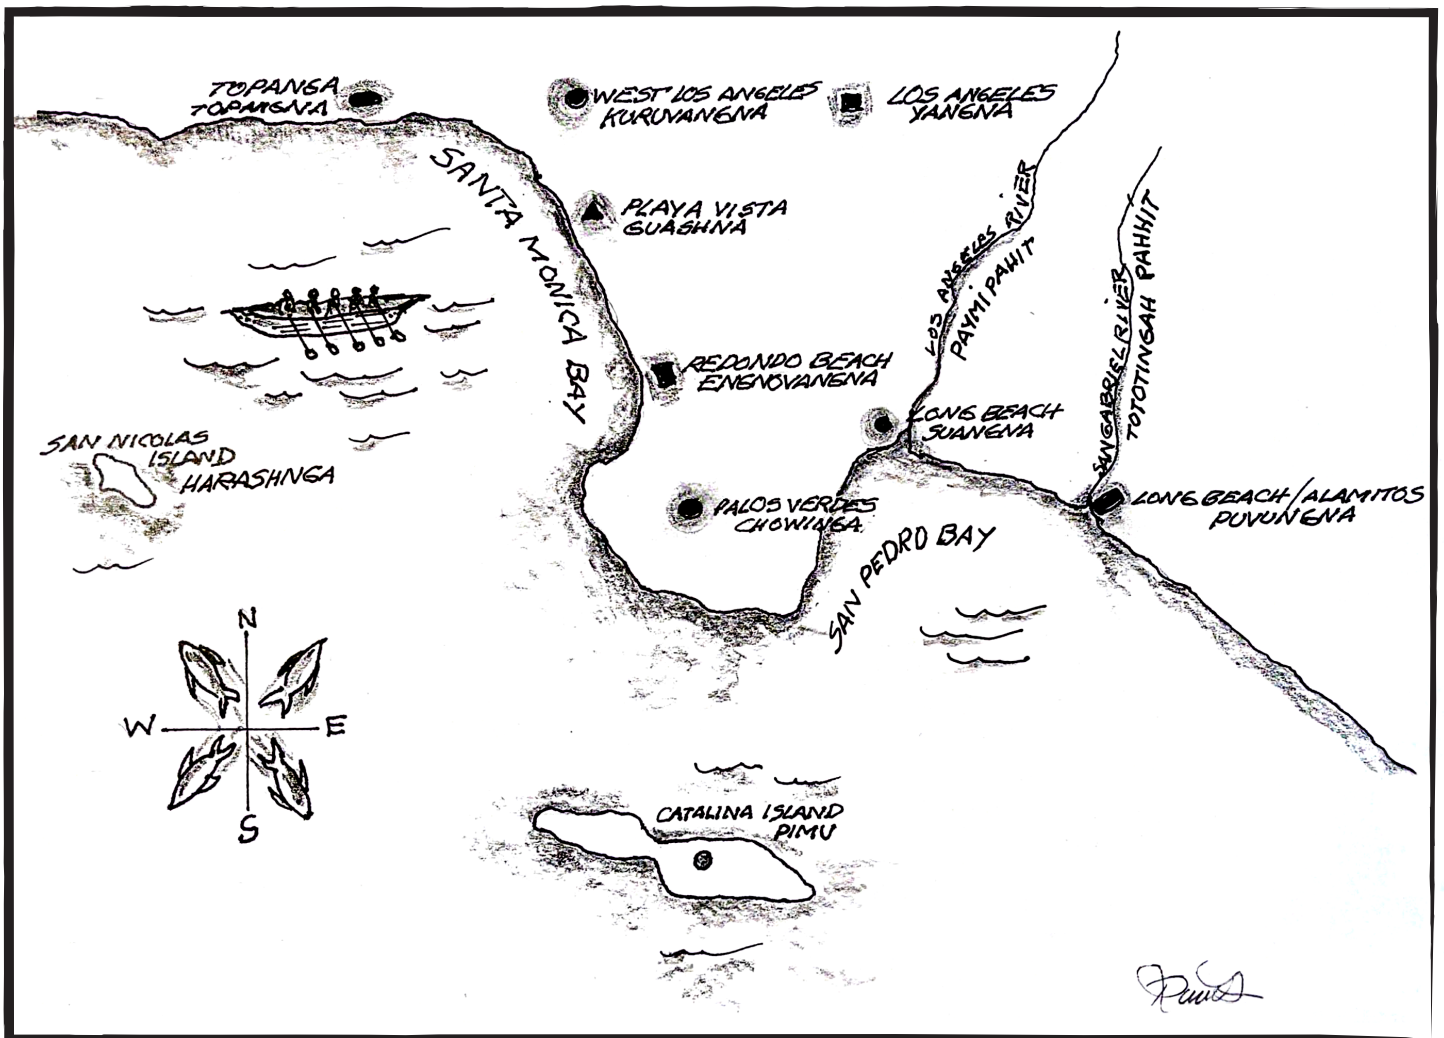 TOPANGA
TOPAIGNA
WEST LOS ANGELES
KURUVANGNA
LOS ANGELES
YANGNA
SANTA MONICA BAY
PLAYA VISTA
GUASHNA
LOS ANGELES RIVER
PAYMI PAHIT
SAN GABRIEL RIVER
TOTOTINGAH PAHHIT
REDONDO BEACH
ENGNOVANGNA
LONG BEACH
SUANGNA
SAN NICOLAS
ISLAND
HARASHNGA
PALOS VERDES
CHOWINGA
LONG BEACH/ALAMITOS
PUVUNGNA
SAN PEDRO BAY
N
W E
S
CATALINA ISLAND
PIMU